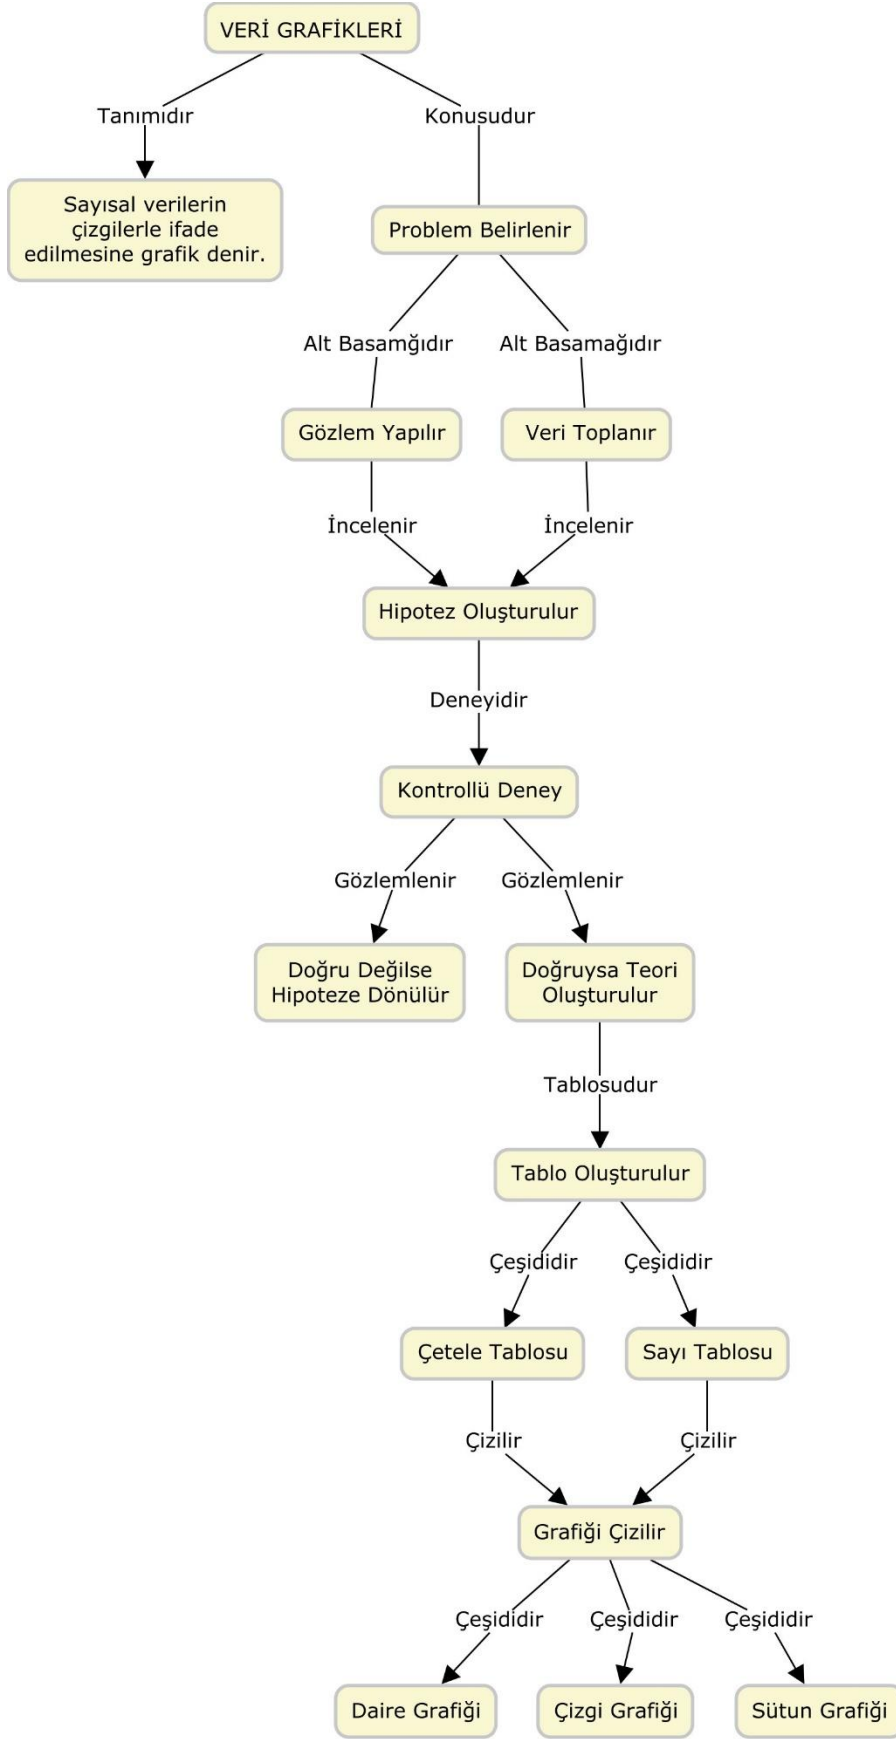 VERİ GRAFİKLERİ
Tanımıdır
Konusudur
Sayısal verilerin
çizgilerle ifade
edilmesine grafik denir.
Problem Belirlenir
Alt Basamğıdır
Alt Basamağıdır
Gözlem Yapılır
Veri Toplanır
İncelenir
İncelenir
Hipotez Oluşturulur
Deneyidir
Kontrollü Deney
Gözlemlenir
Gözlemlenir
Doğru Değilse
Hipoteze Dönülür
Doğruysa Teori
Oluşturulur
Tablosudur
Tablo Oluşturulur
Çeşididir
Çeşididir
Çetele Tablosu
Sayı Tablosu
Çizilir
Çizilir
Grafiği Çizilir
Çeşididir
Çeşididir
Çeşididir
Daire Grafiği
Çizgi Grafiği
Sütun Grafiği